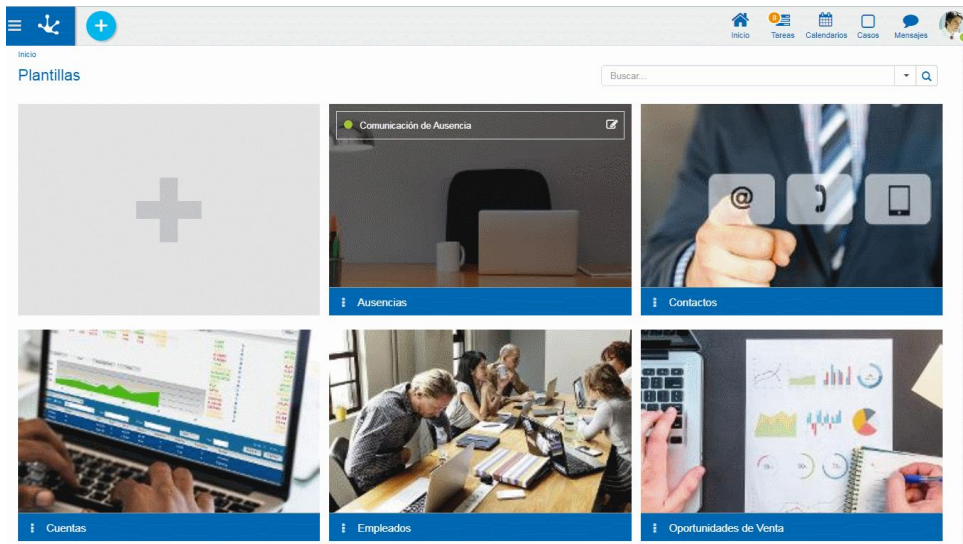 Inicio
Tareas
Calendarios
Casos
Mensajes
Inicio
Plantillas
Buscar...
Comunicación de Ausencia
@
Ausencias
Contactos
Cuentas
Empleados
Oportunidades de Venta